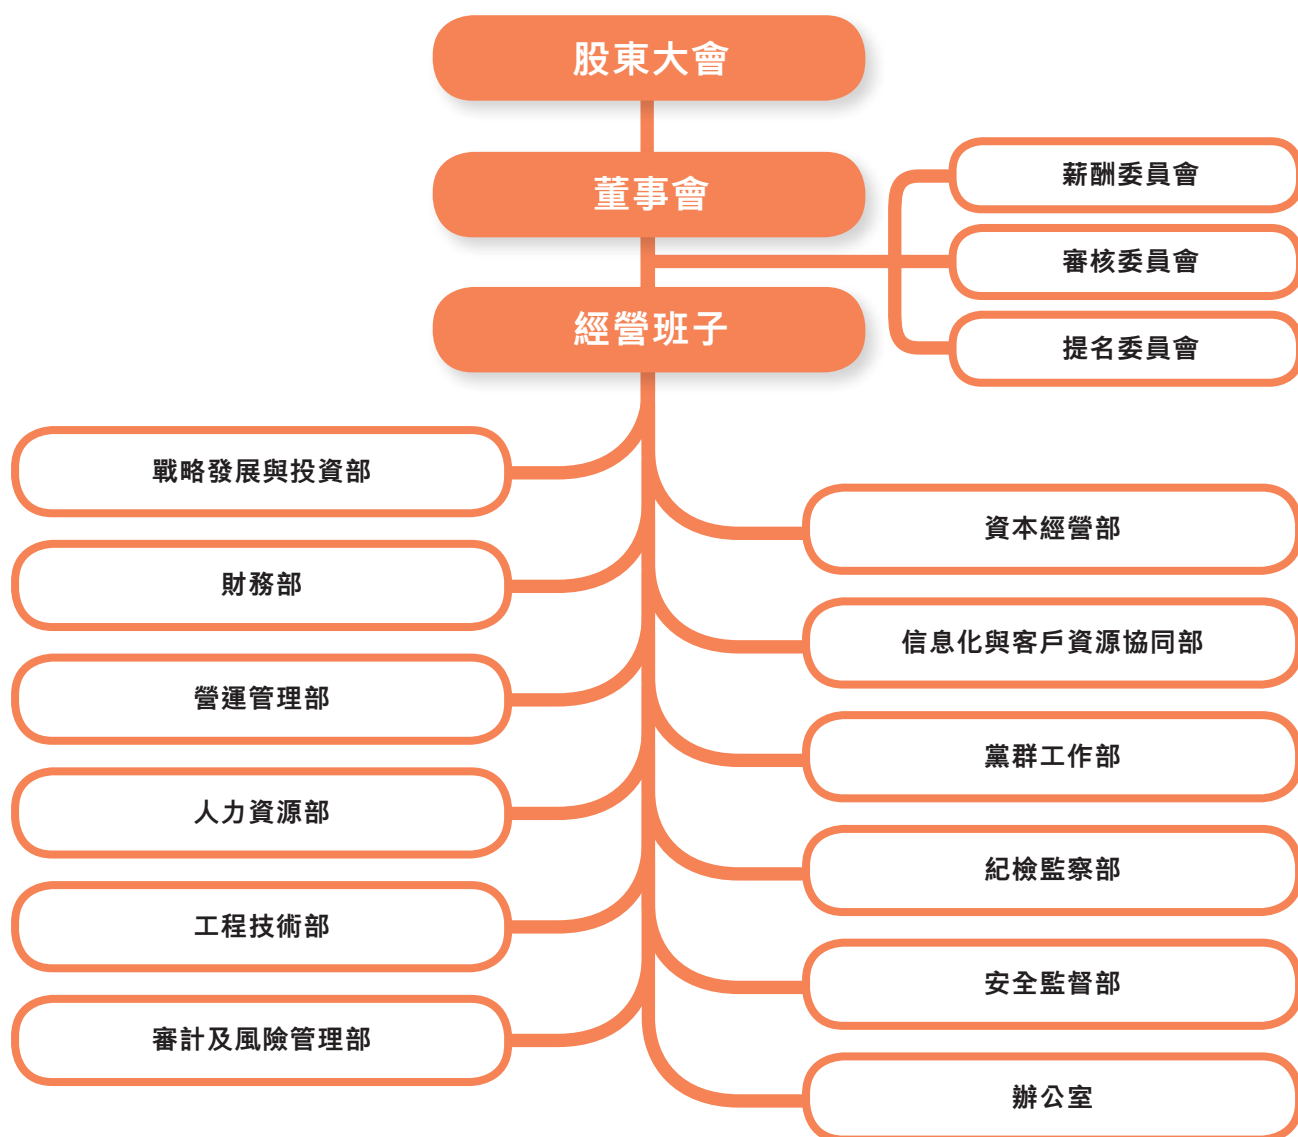 股東大會
董事會
薪酬委員會
審核委員會
經營班子
提名委員會
戰略發展與投資部
資本經營部
財務部
信息化與客戶資源協同部
營運管理部
黨群工作部
人力資源部
紀檢監察部
工程技術部
安全監督部
審計及風險管理部
辦公室